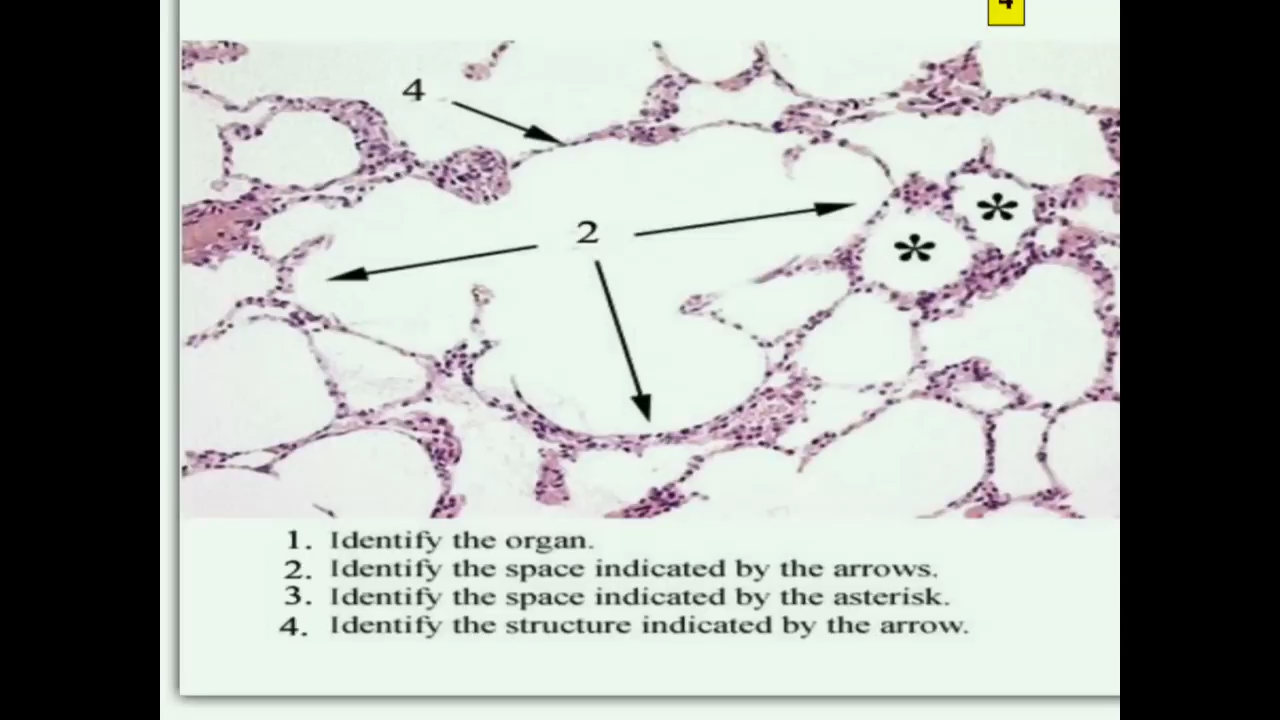 4
4
2
*
*
1. Identify the organ.
2. Identify the space indicated by the arrows.
3. Identify the space indicated by the asterisk.
4. Identify the structure indicated by the arrow.